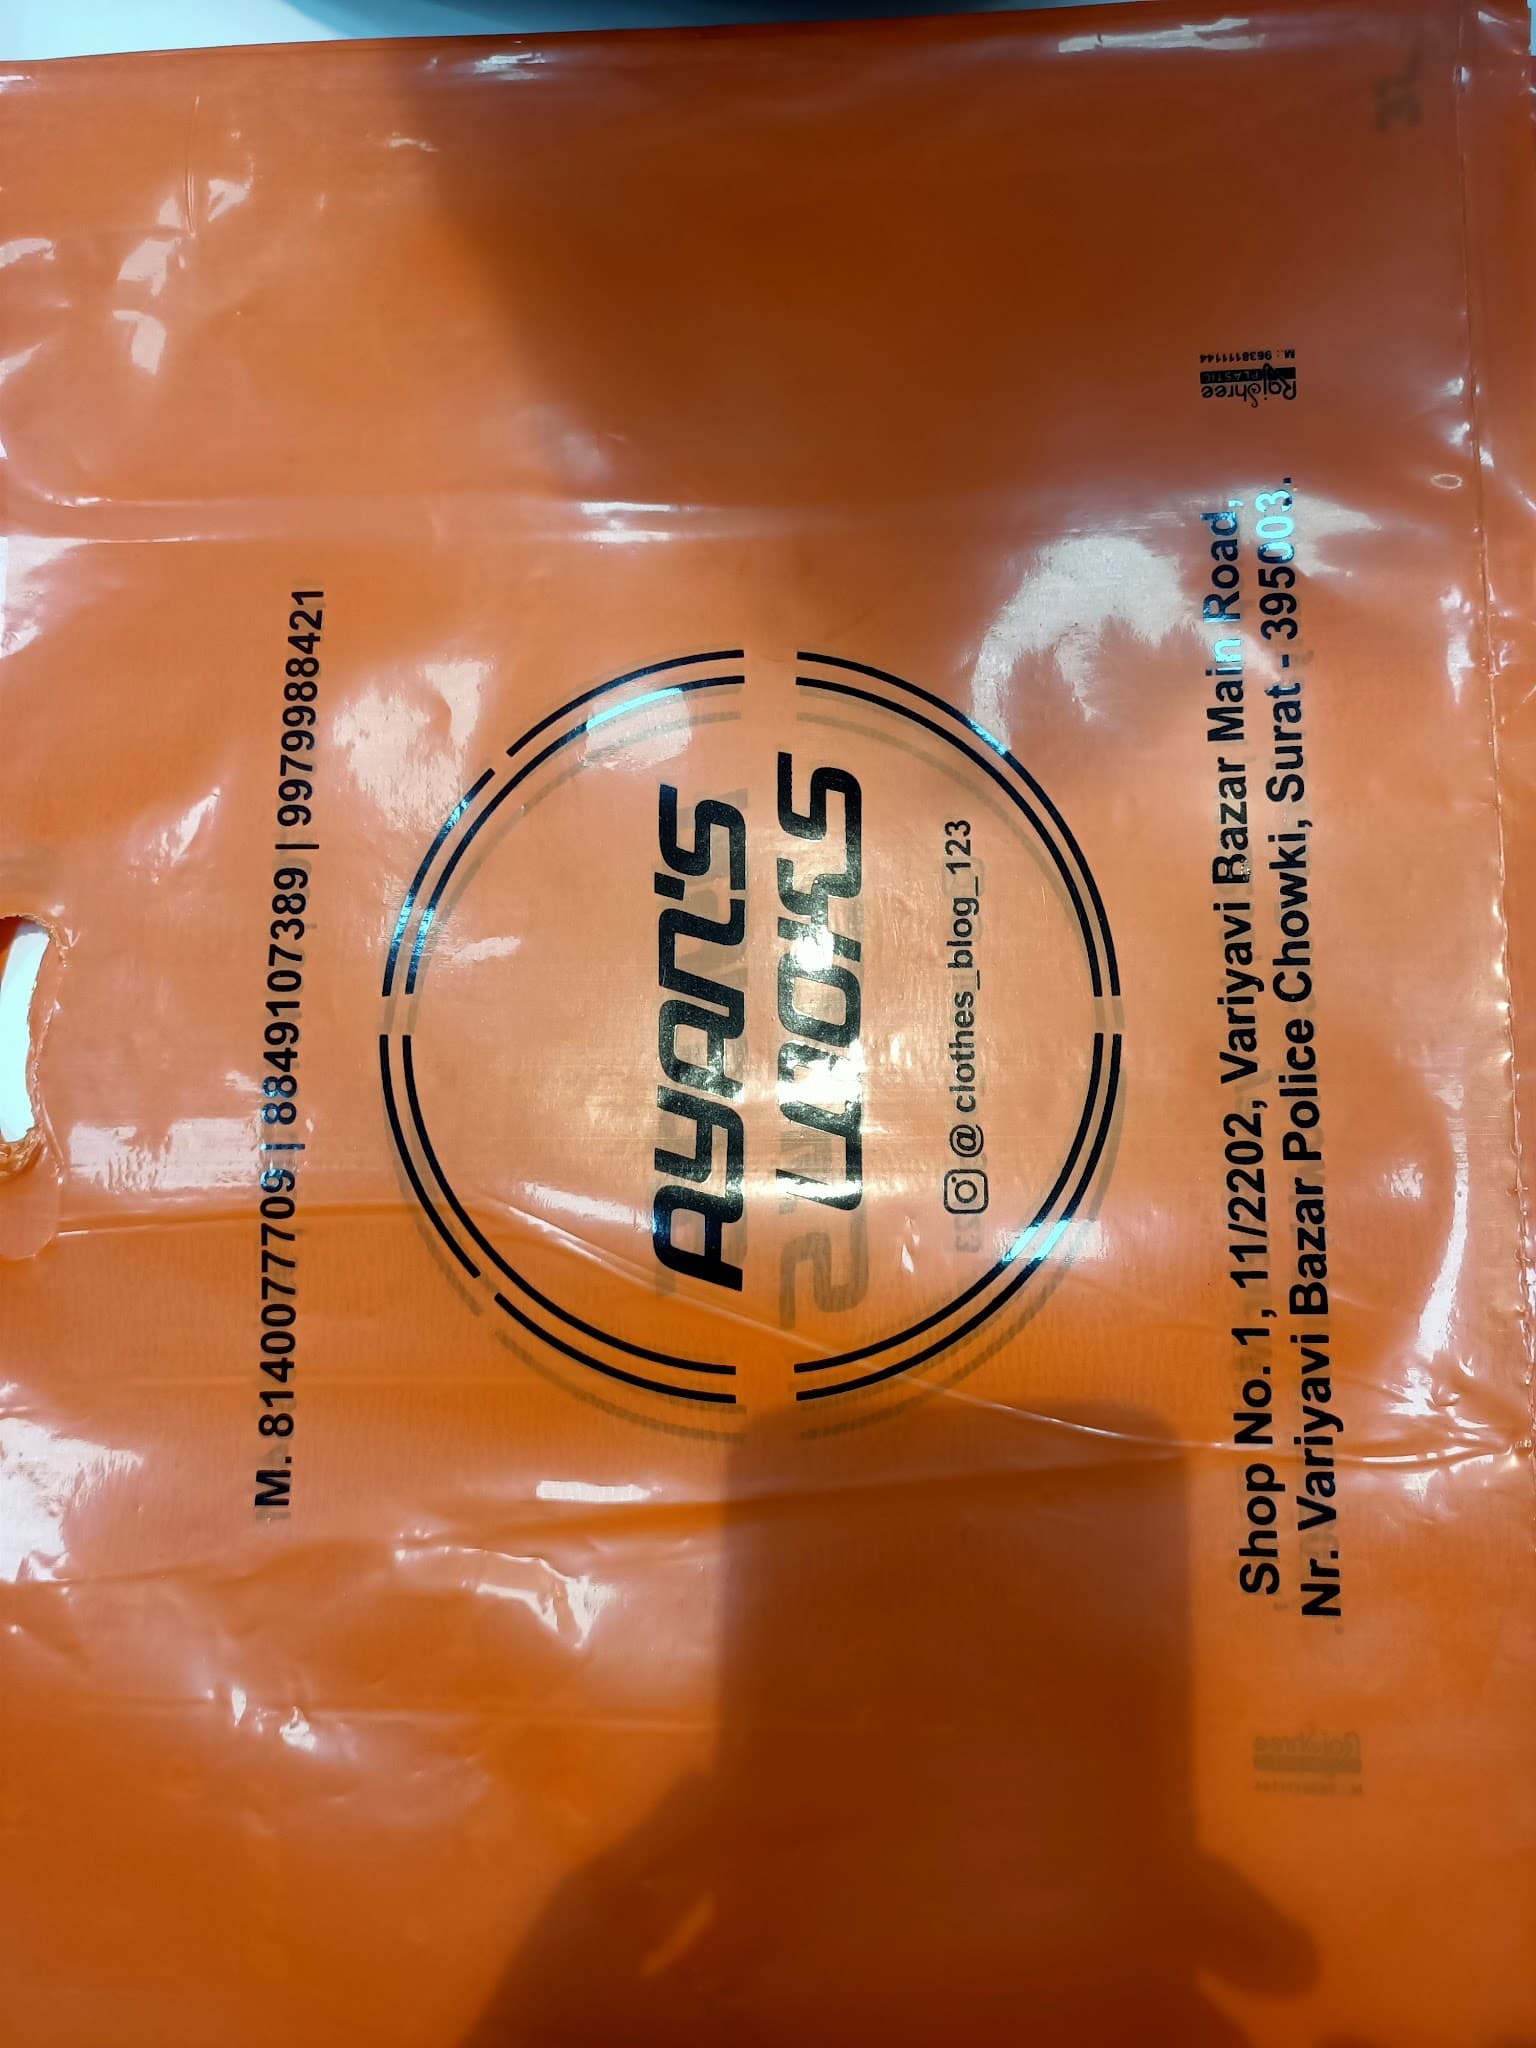 M. 8140077709 | 8849107389 | 9979988421
AYAN'S
@clothes_blog_123
Shop No. 1, 11/2202, Variyavi Bazar Main Road,
Nr. Variyavi Bazar Police Chowki, Surat - 395003.
Rajshree
PLASTIC
M.: 9638111144